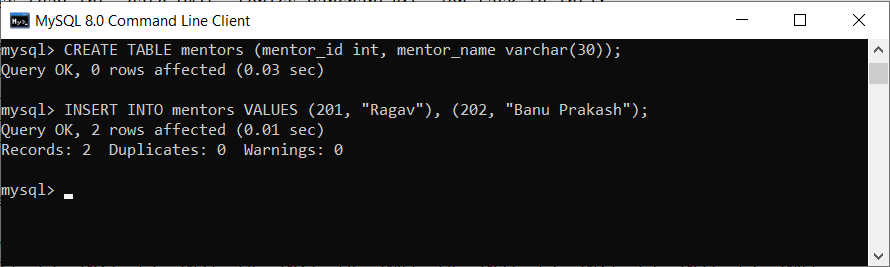 MySQL 8.0 Command Line Client
mysql> CREATE TABLE mentors (mentor_id int, mentor_name varchar(30));
Query OK, 0 rows affected (0.03 sec)
mysql> INSERT INTO mentors VALUES (201, "Ragav"), (202, "Banu Prakash");
Query OK, 2 rows affected (0.01 sec)
Records: 2  Duplicates: 0  Warnings: 0
mysql>